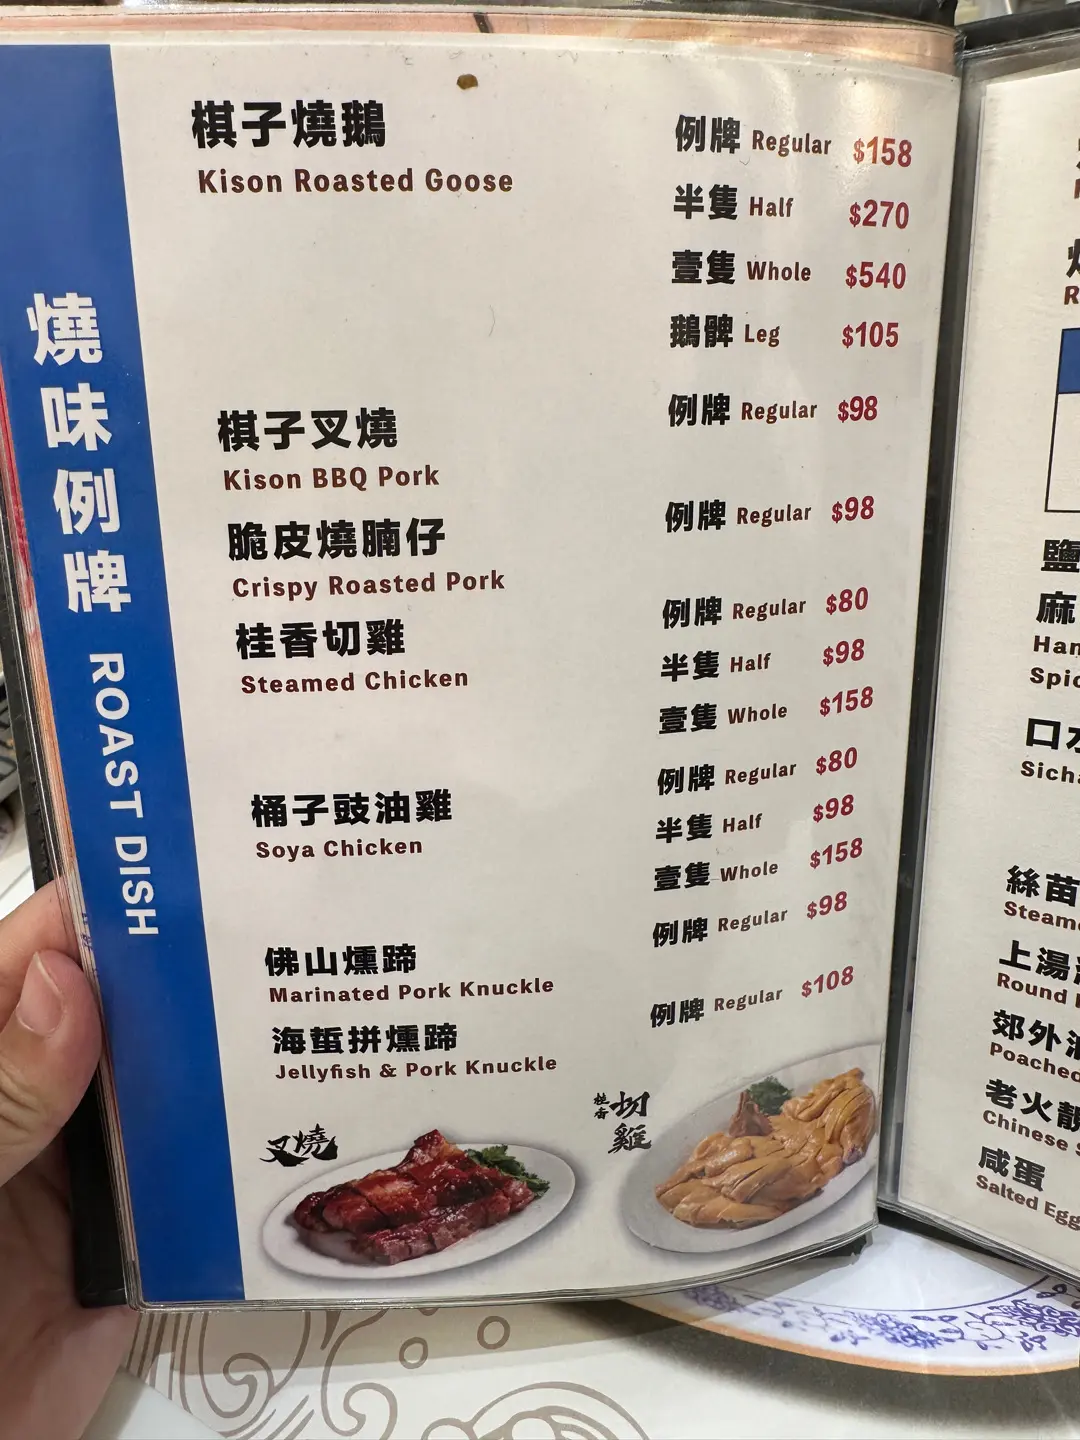 燒味例牌 ROAST DISH
棋子燒鵝
Kison Roasted Goose
例牌 Regular $158
半隻 Half $270
壹隻 Whole $540
鵝髀 Leg $105
棋子叉燒
Kison BBQ Pork
例牌 Regular $98
脆皮燒腩仔
Crispy Roasted Pork
例牌 Regular $98
桂香切雞
Steamed Chicken
例牌 Regular $80
半隻 Half $98
壹隻 Whole $158
桶子豉油雞
Soya Chicken
例牌 Regular $80
半隻 Half $98
壹隻 Whole $158
佛山燻蹄
Marinated Pork Knuckle
例牌 Regular $98
海蜇拼燻蹄
Jellyfish & Pork Knuckle
例牌 Regular $108
叉燒
桂香切雞
鹽
麻
Spic
口水
Sich
絲苗
Steam
上湯
Round
郊外
Poached
老火靚
Chinese
咸蛋
Salted Egg